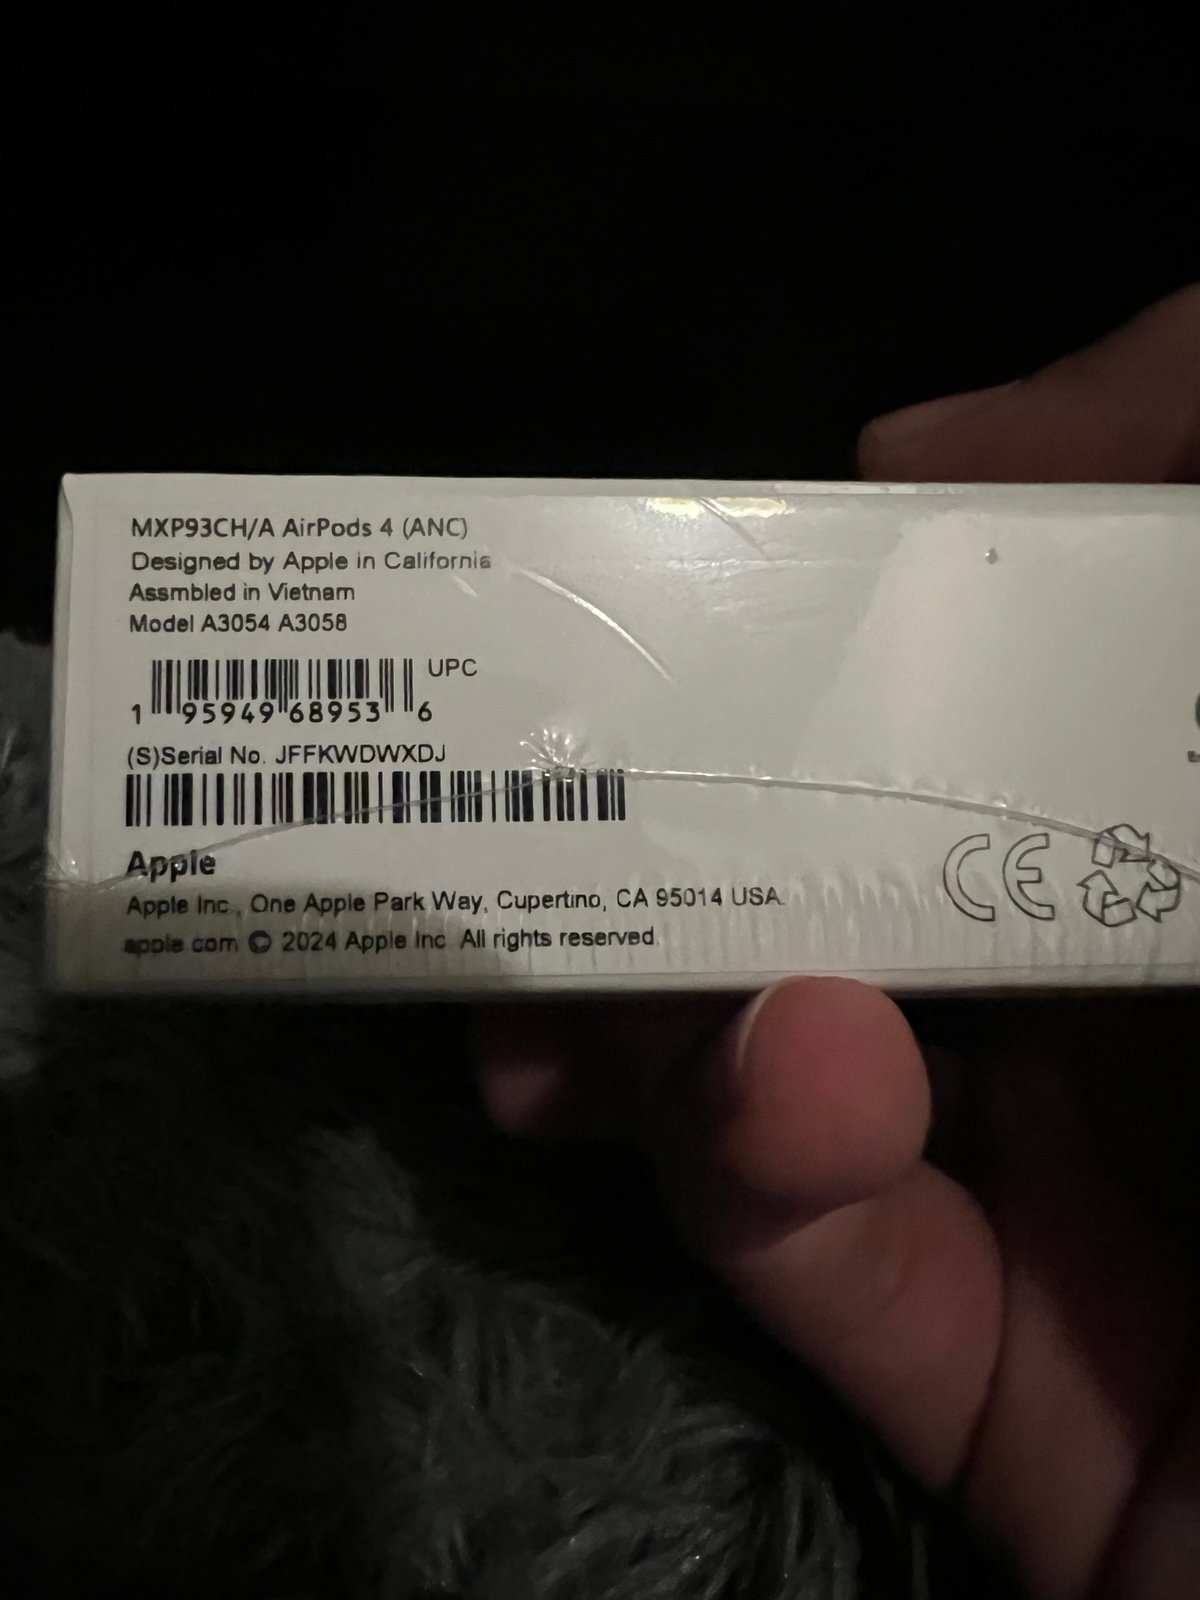 MXP93CH/A AirPods 4 (ANC)
Designed by Apple in California
Assmbled in Vietnam
Model A3054 A3058
UPC
1 95949 68953 6
(S)Serial No. JFFKWDWXDJ
Apple
Apple Inc., One Apple Park Way, Cupertino, CA 95014 USA.
apple.com © 2024 Apple Inc. All rights reserved.
CE